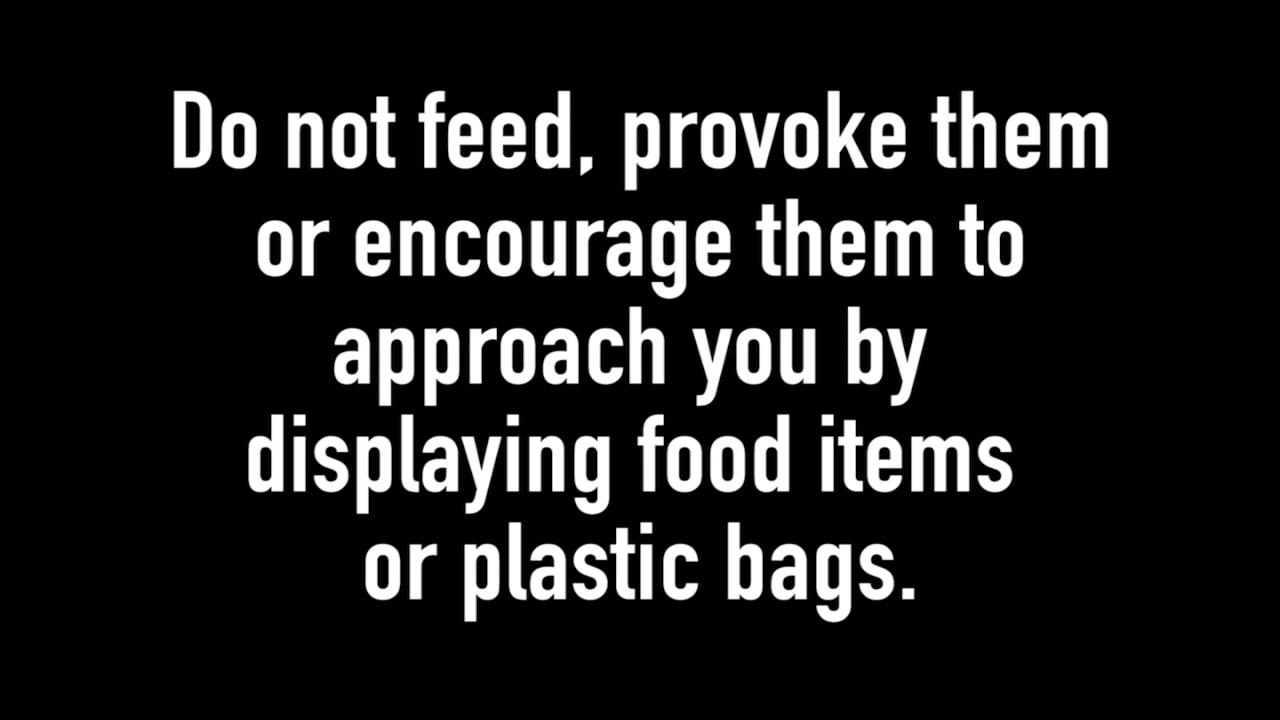 Do not feed, provoke them
or encourage them to
approach you by
displaying food items
or plastic bags.